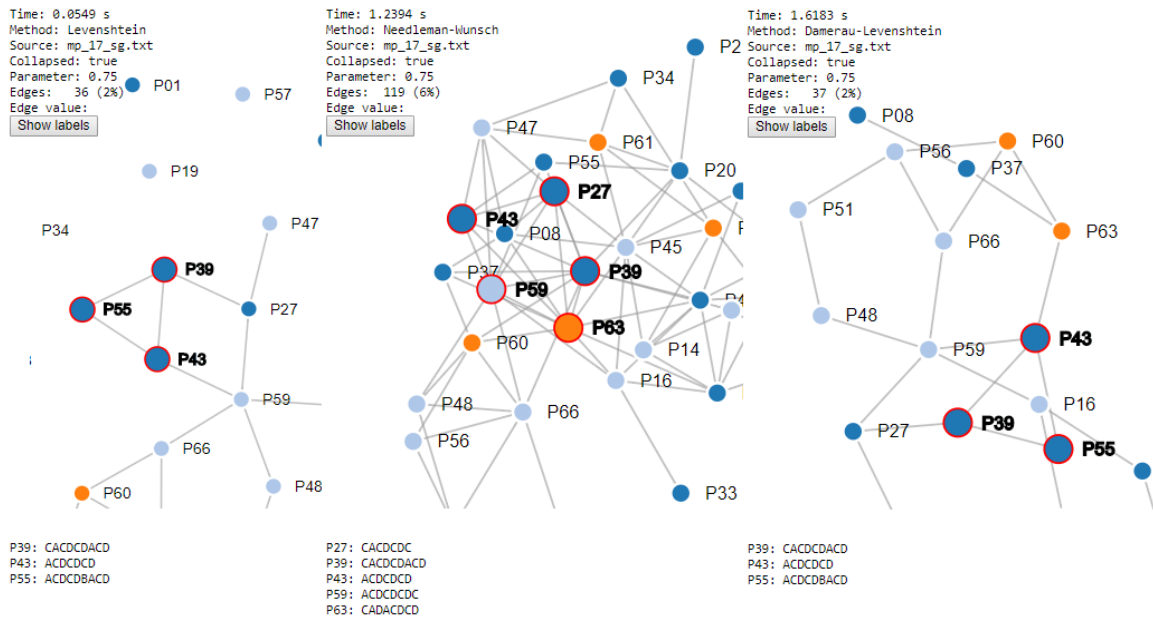 Time: 0.0549 s
Method: Levenshtein
Source: mp_17_sg.txt
Collapsed: true
Parameter: 0.75
Edges: 36 (2%)
Edge value:
Show labels
P01
P57
P19
P47
P34
P39
P55
P27
P43
P59
P66
P48
P60
P39: CACDCDACD
P43: ACDCDCD
P55: ACDCDBACD
Time: 1.2394 s
Method: Needleman-Wunsch
Source: mp_17_sg.txt
Collapsed: true
Parameter: 0.75
Edges: 119 (6%)
Edge value:
Show labels
P34
P47
P61
P55
P20
P27
P43
P08
P45
P37
P39
P59
P63
P60
P14
P16
P48
P66
P56
P33
P27: CACDCDC
P39: CACDCDACD
P43: ACDCDCD
P59: ACDCDCDC
P63: CADACDCD
Time: 1.6183 s
Method: Damerau-Levenshtein
Source: mp_17_sg.txt
Collapsed: true
Parameter: 0.75
Edges: 37 (2%)
Edge value:
Show labels
P08
P56
P60
P37
P51
P63
P66
P48
P43
P59
P16
P39
P27
P55
P39: CACDCDACD
P43: ACDCDCD
P55: ACDCDBACD